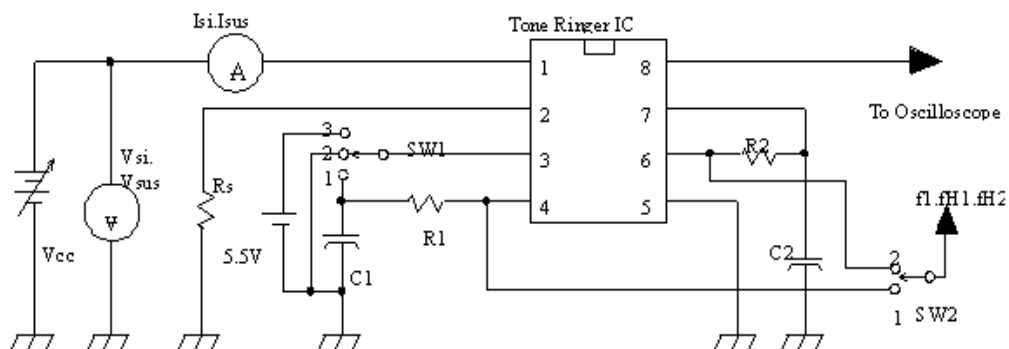 Isi.Isus
Tone Ringer IC
A
1
8
2
7
To Oscilloscope
3
2
SW1
3
6
R2
Vsi.
Vsus
1
Rs
4
5
f1.fH1.fH2
V
R1
5.5V
Vcc
C1
C2
2
1
SW2